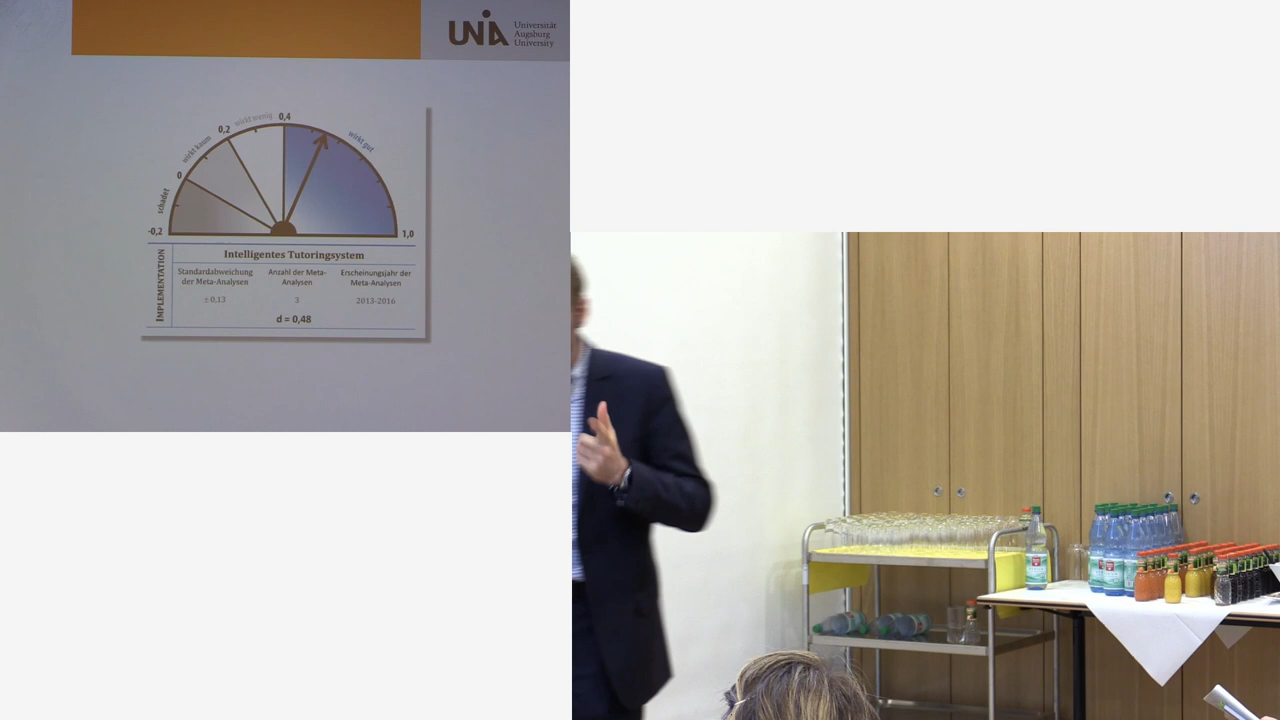 UNIA Universität
Augsburg
University
schadet
wirkt kaum
wirkt wenig
wirkt gut
-0,2
0
0,2
0,4
1,0
IMPLEMENTATION
Intelligentes Tutoringsystem
Standardabweichung
der Meta-Analysen
± 0,13
Anzahl der Meta-
Analysen
3
Erscheinungsjahr der
Meta-Analysen
2013-2016
d = 0,48